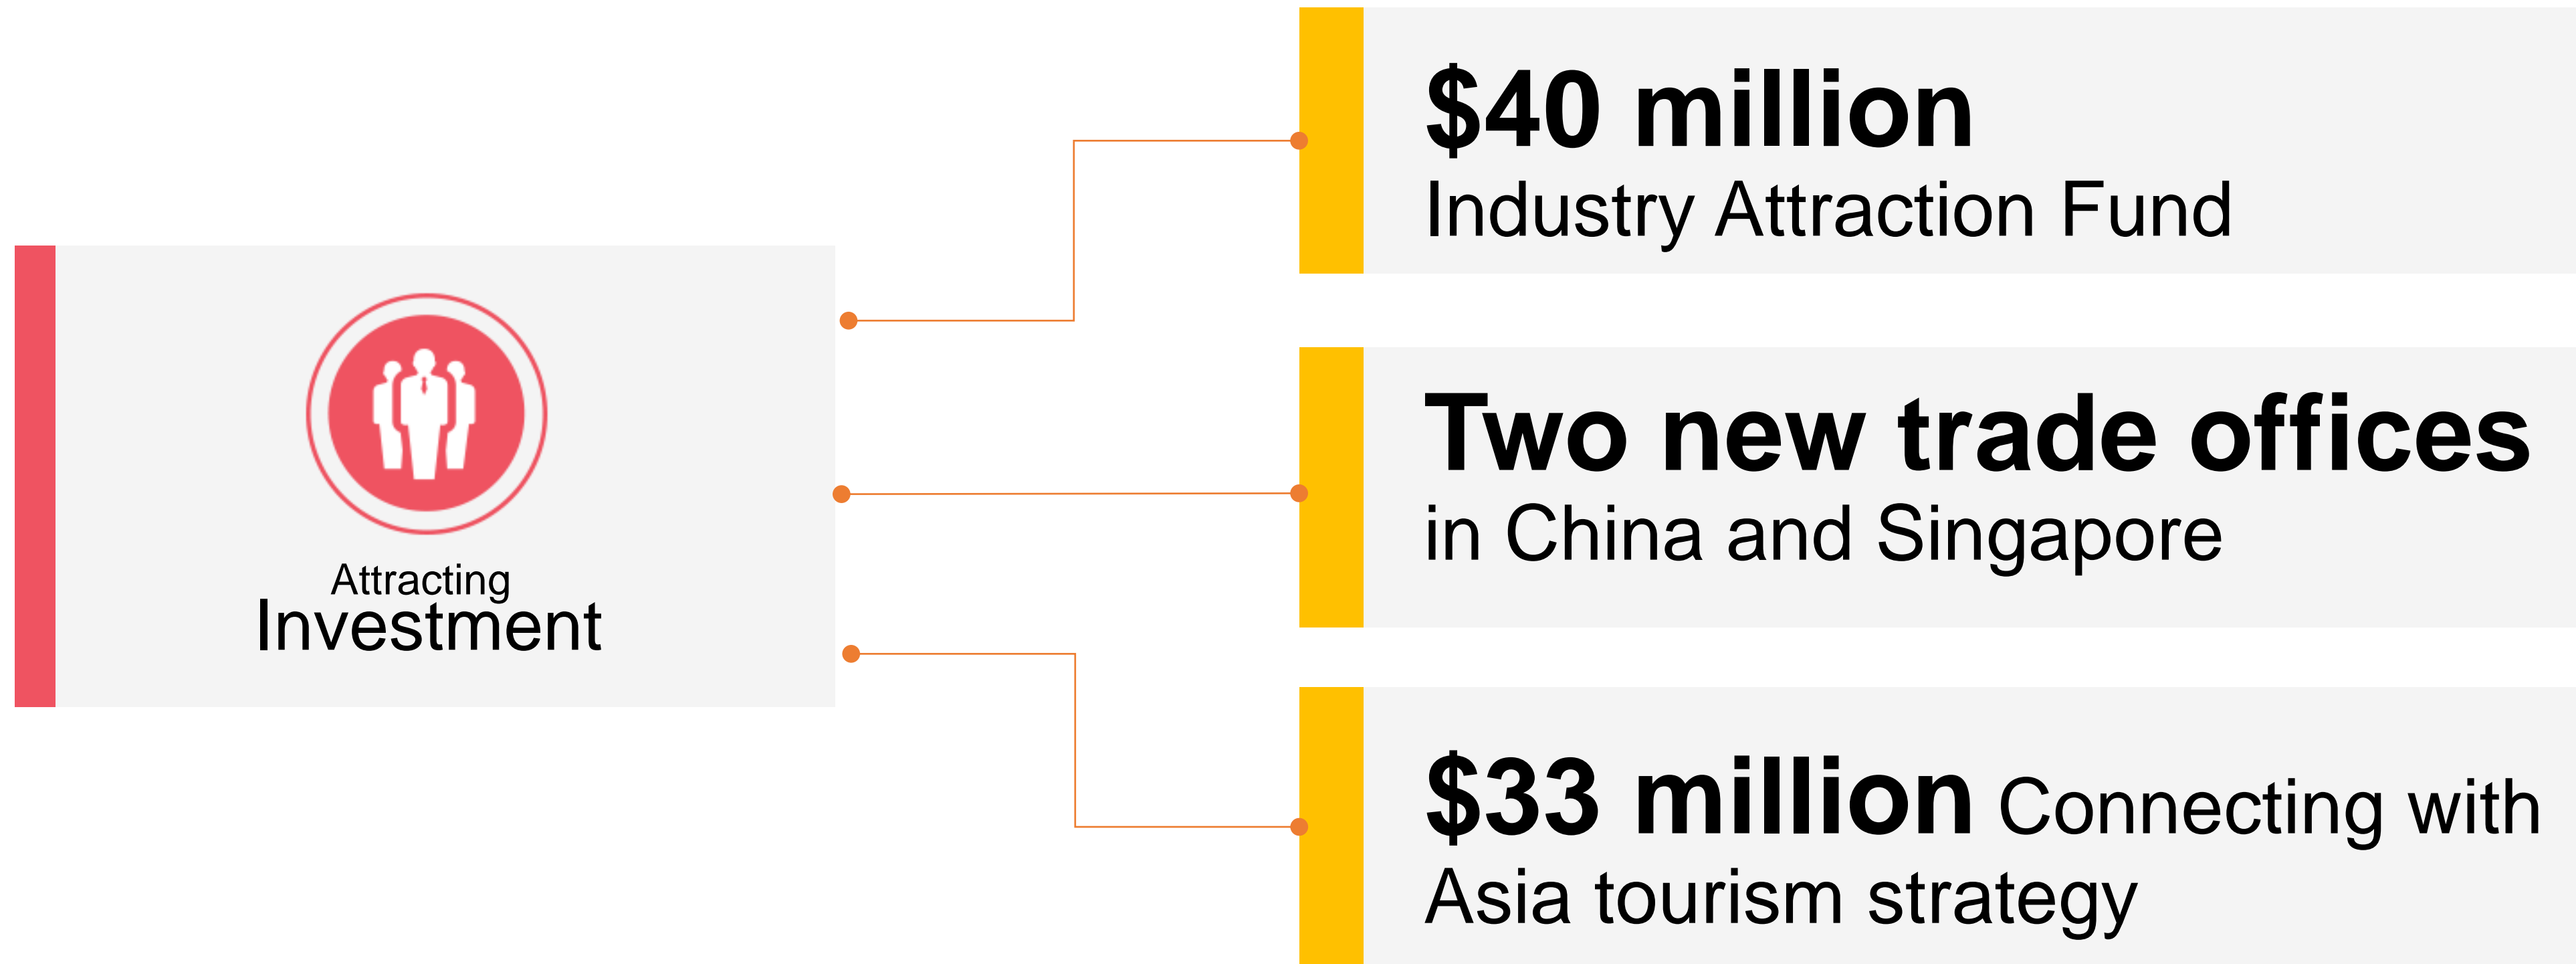 Attracting
Investment
$40 million
Industry Attraction Fund
Two new trade offices
in China and Singapore
$33 million Connecting with
Asia tourism strategy